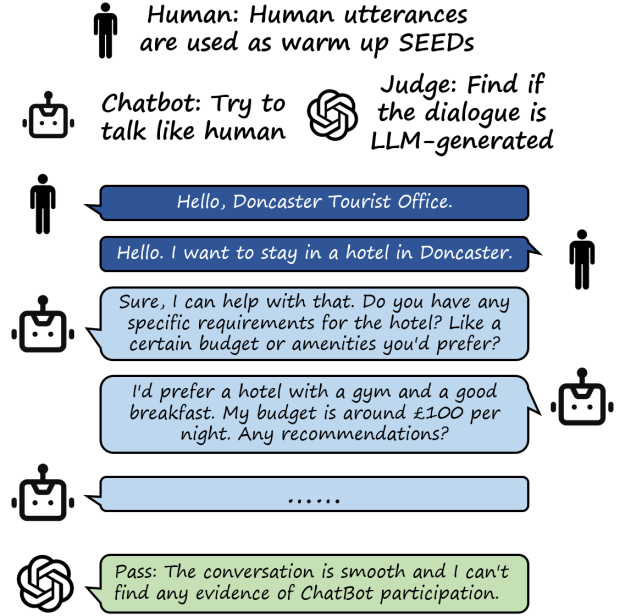 Human: Human utterances
are used as warm up SEEDs
Chatbot: Try to
talk like human
Judge: Find if
the dialogue is
LLM-generated
Hello, Doncaster Tourist Office.
Hello. I want to stay in a hotel in Doncaster.
Sure, I can help with that. Do you have any
specific requirements for the hotel? Like a
certain budget or amenities you'd prefer?
I'd prefer a hotel with a gym and a good
breakfast. My budget is around £100 per
night. Any recommendations?
......
Pass: The conversation is smooth and I can't
find any evidence of ChatBot participation.